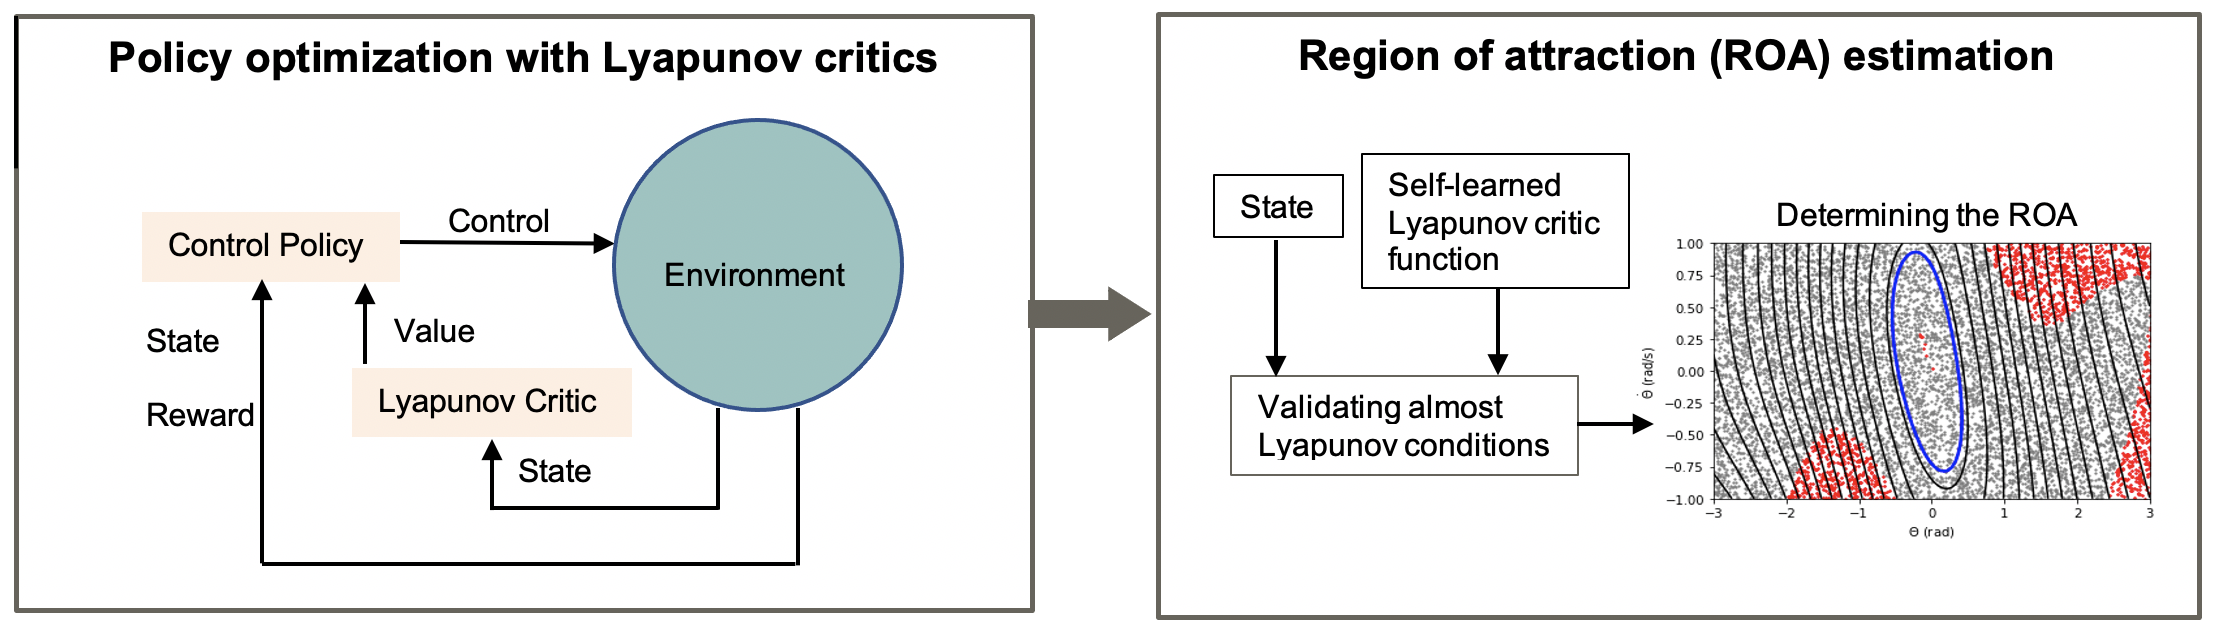 Policy optimization with Lyapunov critics
Control Policy
Control
Environment
State
Reward
Value
Lyapunov Critic
State
Region of attraction (ROA) estimation
State
Self-learned
Lyapunov critic
function
Validating almost
Lyapunov conditions
Determining the ROA
1.00
0.75
0.50
0.25
0.00
−0.25
−0.50
−0.75
−1.00
Θ̇ (rad/s)
−3
−2
−1
0
1
2
3
Θ (rad)